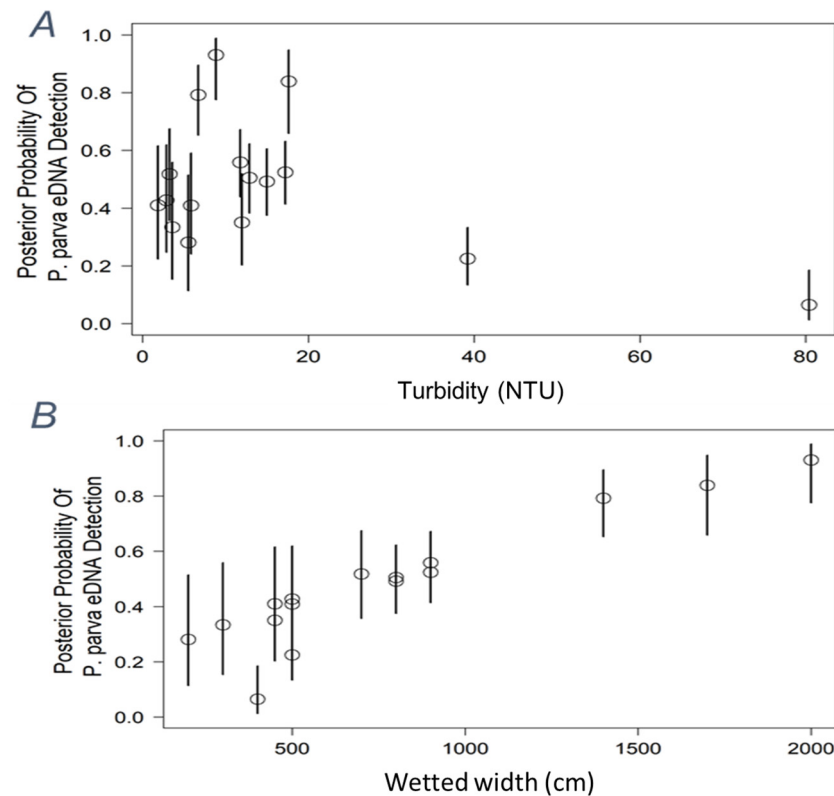 A
Posterior Probability Of
P. parva eDNA Detection
1.0
0.8
0.6
0.4
0.2
0.0
0 20 40 60 80
Turbidity (NTU)
B
Posterior Probability Of
P. parva eDNA Detection
1.0
0.8
0.6
0.4
0.2
0.0
500 1000 1500 2000
Wetted width (cm)